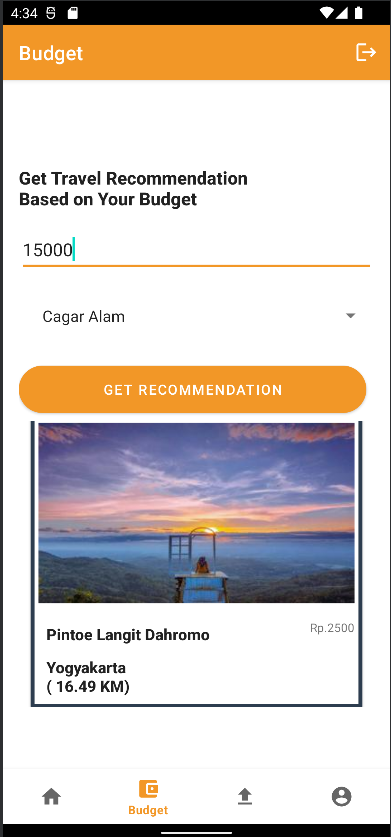 4:34
Budget
Get Travel Recommendation
Based on Your Budget
15000
Cagar Alam
GET RECOMMENDATION
Pintoe Langit Dahromo
Rp.2500
Yogyakarta
( 16.49 KM)
Budget